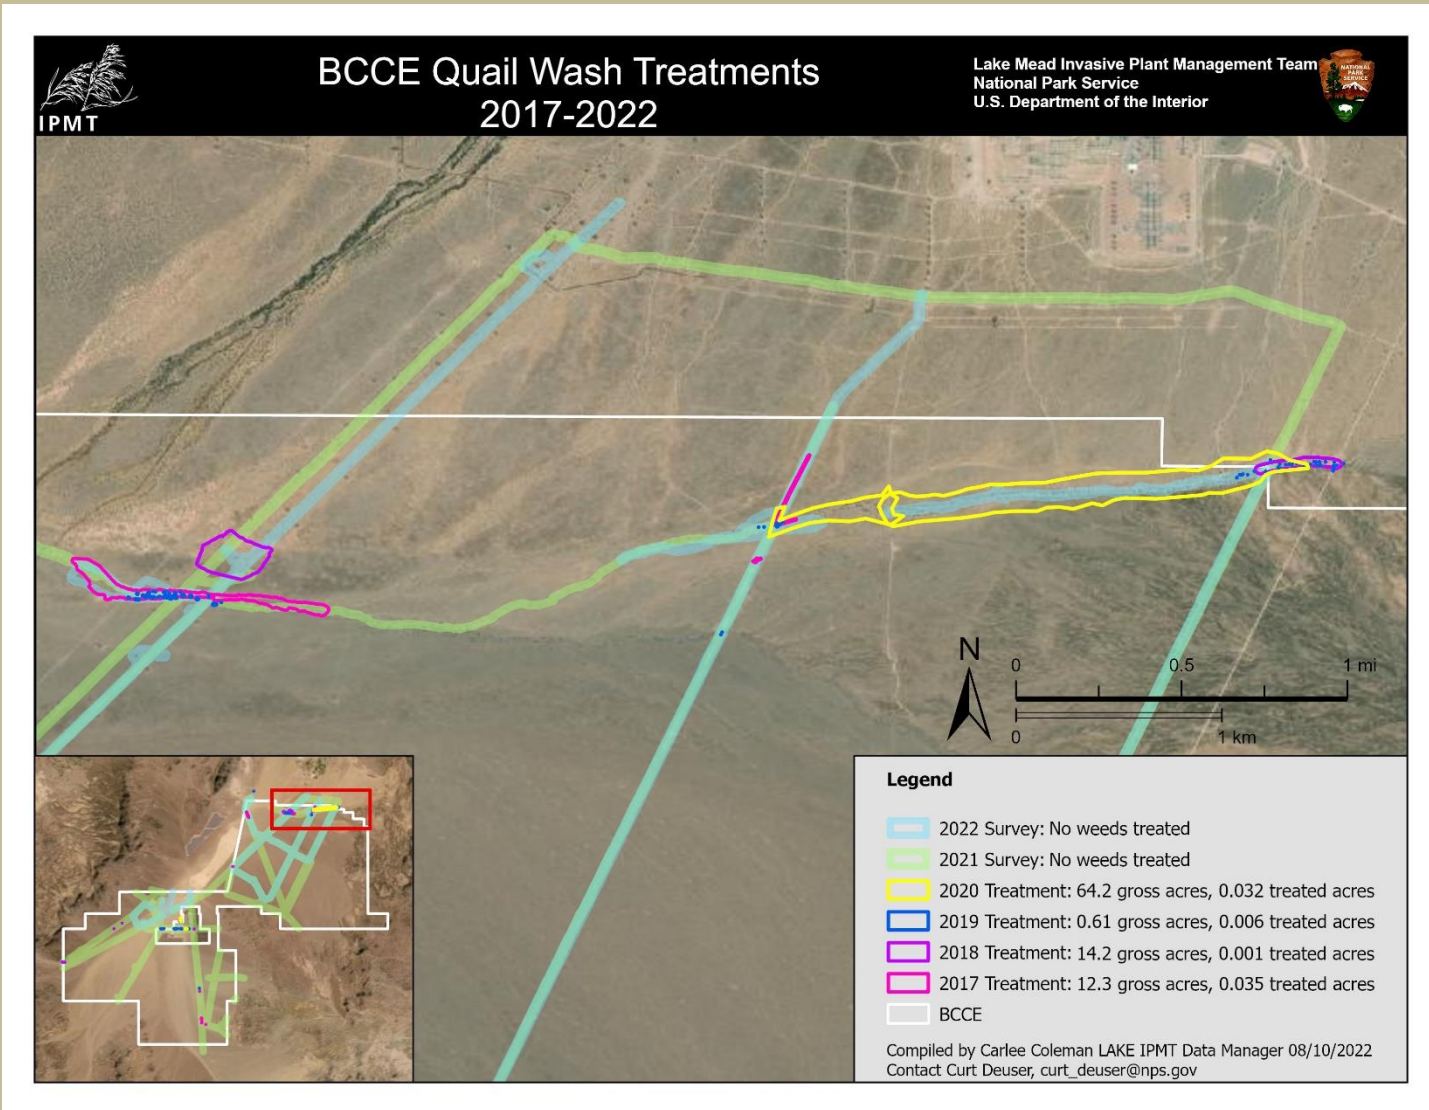 IPMT
BCCE Quail Wash Treatments
2017-2022
Lake Mead Invasive Plant Management Team
National Park Service
U.S. Department of the Interior
NATIONAL
PARK
SERVICE
N
0 0.5 1 mi
0 1 km
Legend
2022 Survey: No weeds treated
2021 Survey: No weeds treated
2020 Treatment: 64.2 gross acres, 0.032 treated acres
2019 Treatment: 0.61 gross acres, 0.006 treated acres
2018 Treatment: 14.2 gross acres, 0.001 treated acres
2017 Treatment: 12.3 gross acres, 0.035 treated acres
BCCE
Compiled by Carlee Coleman LAKE IPMT Data Manager 08/10/2022
Contact Curt Deuser, curt_deuser@nps.gov